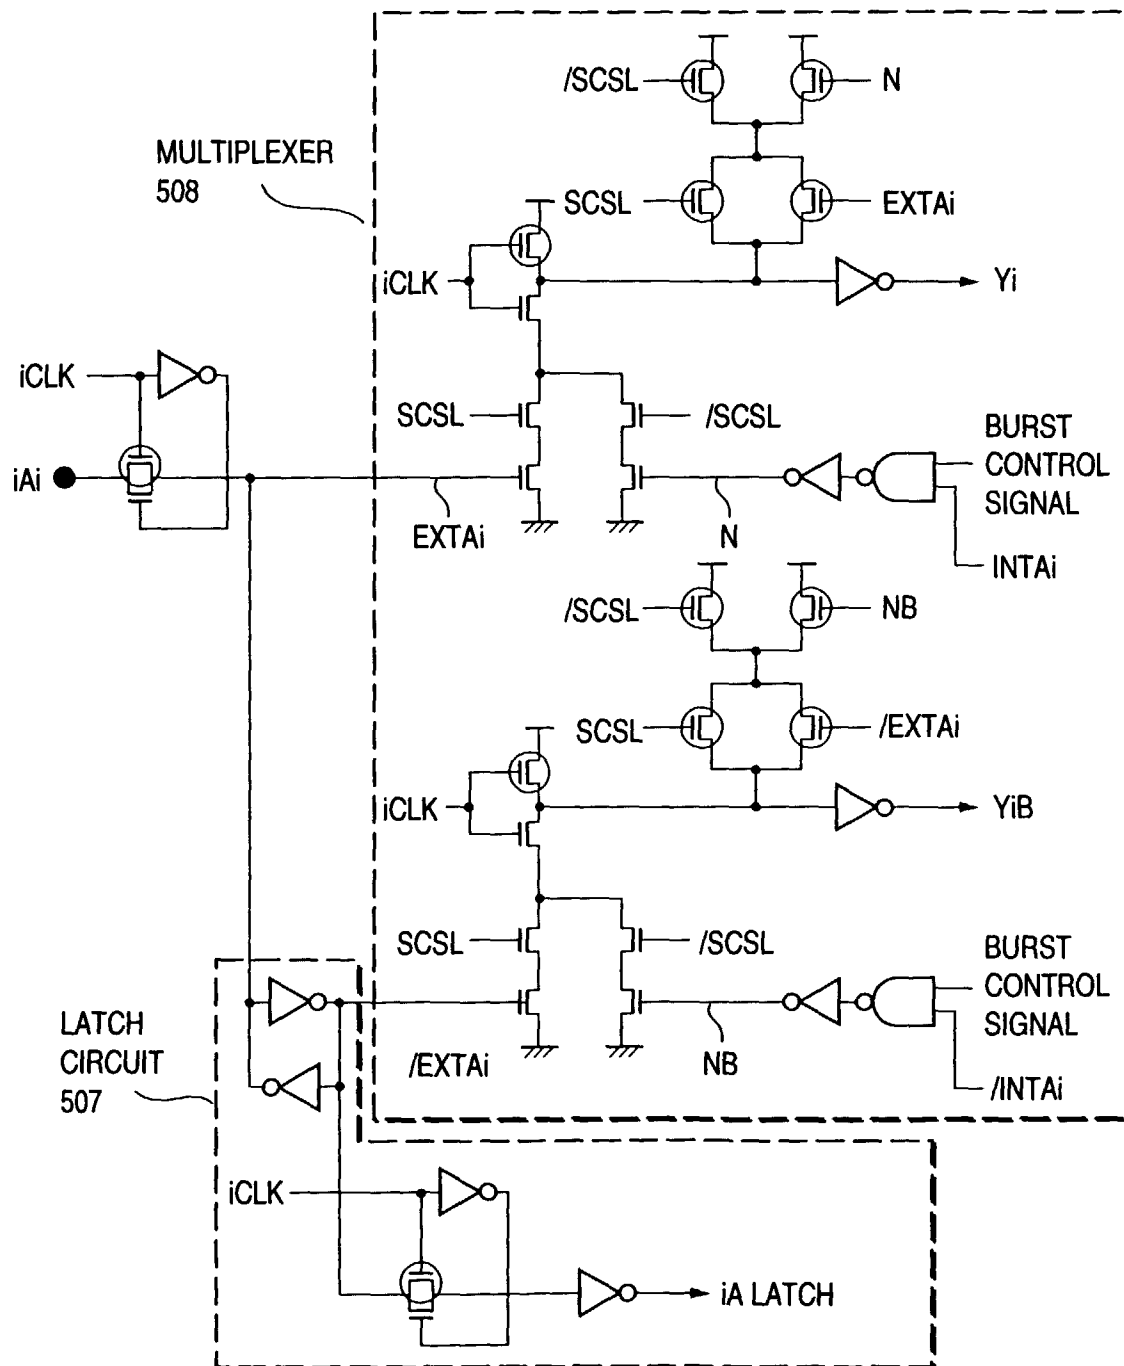 /SCSL
N
MULTIPLEXER
508
SCSL
EXTAi
iCLK
Yi
iCLK
SCSL
/SCSL
BURST
CONTROL
SIGNAL
iAi
EXTAi
N
INTAi
/SCSL
NB
SCSL
/EXTAi
iCLK
YiB
SCSL
/SCSL
BURST
CONTROL
SIGNAL
LATCH
CIRCUIT
507
/EXTAi
NB
/INTAi
iCLK
iA LATCH